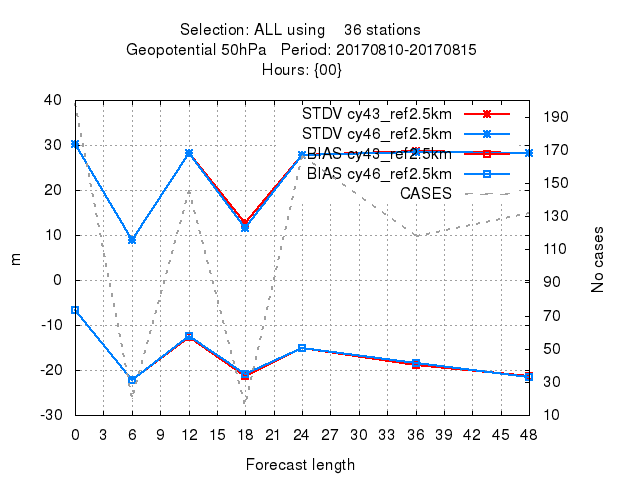 Selection: ALL using 36 stations
Geopotential 50hPa Period: 20170810-20170815
Hours: {00}
STDV cy43_ref2.5km
STDV cy46_ref2.5km
BIAS cy43_ref2.5km
BIAS cy46_ref2.5km
CASES
40
30
20
10
0
-10
-20
-30
m
190
170
150
130
110
90
70
50
30
10
No cases
0 3 6 9 12 15 18 21 24 27 30 33 36 39 42 45 48
Forecast length